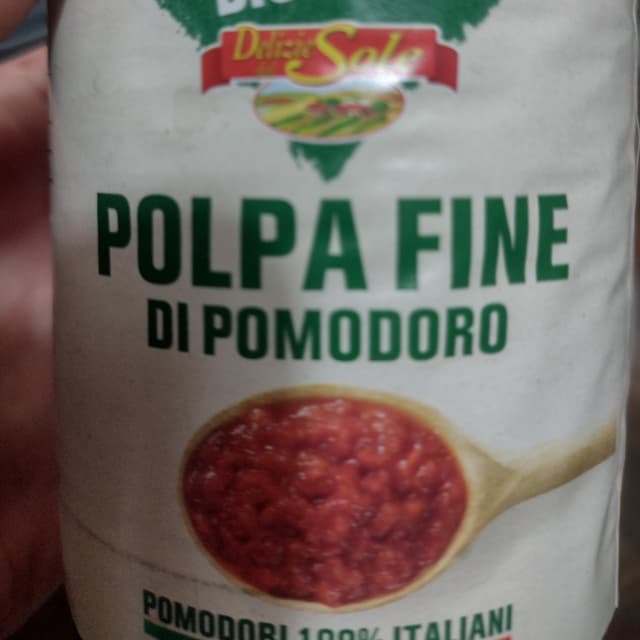 Delizie
Sole
POLPA FINE
DI POMODORO
POMODORI 100% ITALIANI